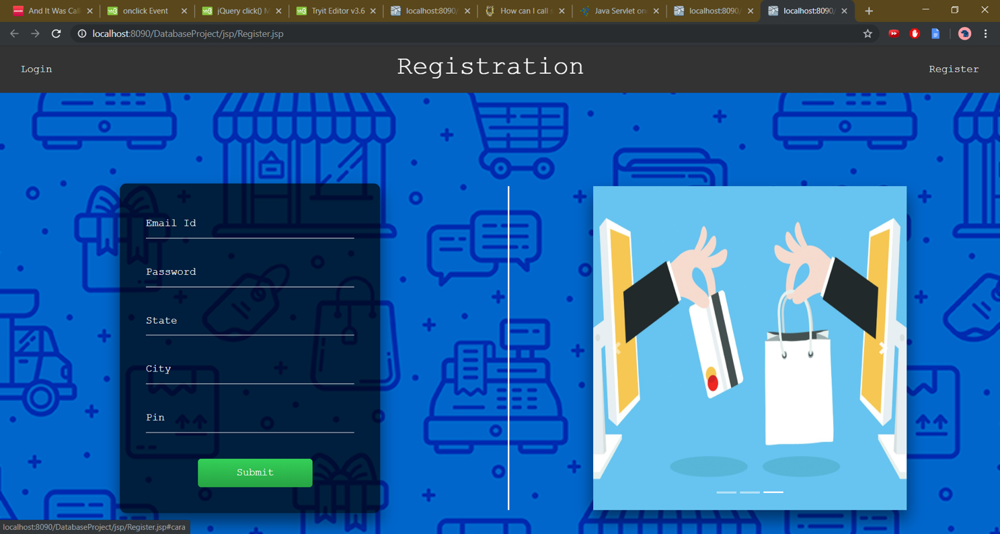 And It Was Call
onclick Event
jQuery click() M
Tryit Editor v3.6
localhost:8090/
How can I call s
Java Servlet on
localhost:8090/
localhost:8090/
localhost:8090/DatabaseProject/jsp/Register.jsp
Login
Registration
Register
Email Id
Password
State
City
Pin
Submit
localhost:8090/DatabaseProject/jsp/Register.jsp#cara